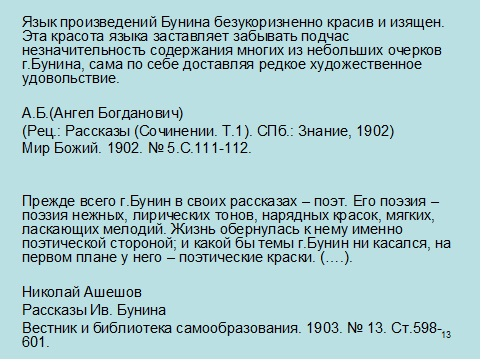 Язык произведений Бунина безукоризненно красив и изящен.
Эта красота языка заставляет забывать подчас
незначительность содержания многих из небольших очерков
г.Бунина, сама по себе доставляя редкое художественное
удовольствие.
А.Б.(Ангел Богданович)
(Рец.: Рассказы (Сочинении. Т.1). СПб.: Знание, 1902)
Мир Божий. 1902. № 5.С.111-112.
Прежде всего г.Бунин в своих рассказах – поэт. Его поэзия –
поэзия нежных, лирических тонов, нарядных красок, мягких,
ласкающих мелодий. Жизнь обернулась к нему именно
поэтической стороной; и какой бы темы г.Бунин ни касался, на
первом плане у него – поэтические краски. (….).
Николай Ашешов
Рассказы Ив. Бунина
Вестник и библиотека самообразования. 1903. № 13. Ст.598-
601.
13